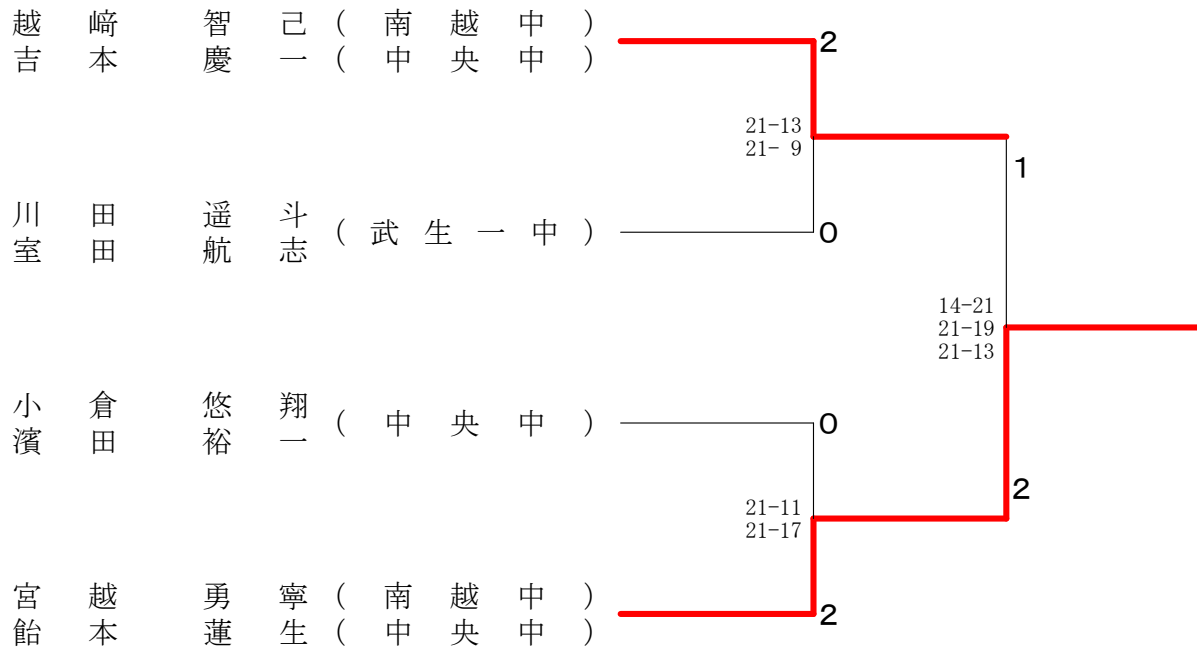 越崎 智己(南越中)
吉本 慶一(中央中)
2
21-13
21- 9
1
川田 遥斗
室田 航志
(武生一中)
0
14-21
21-19
21-13
小倉 悠翔
濱田 裕一
(中央中)
0
2
21-11
21-17
宮越 勇寧(南越中)
飴本 蓮生(中央中)
2